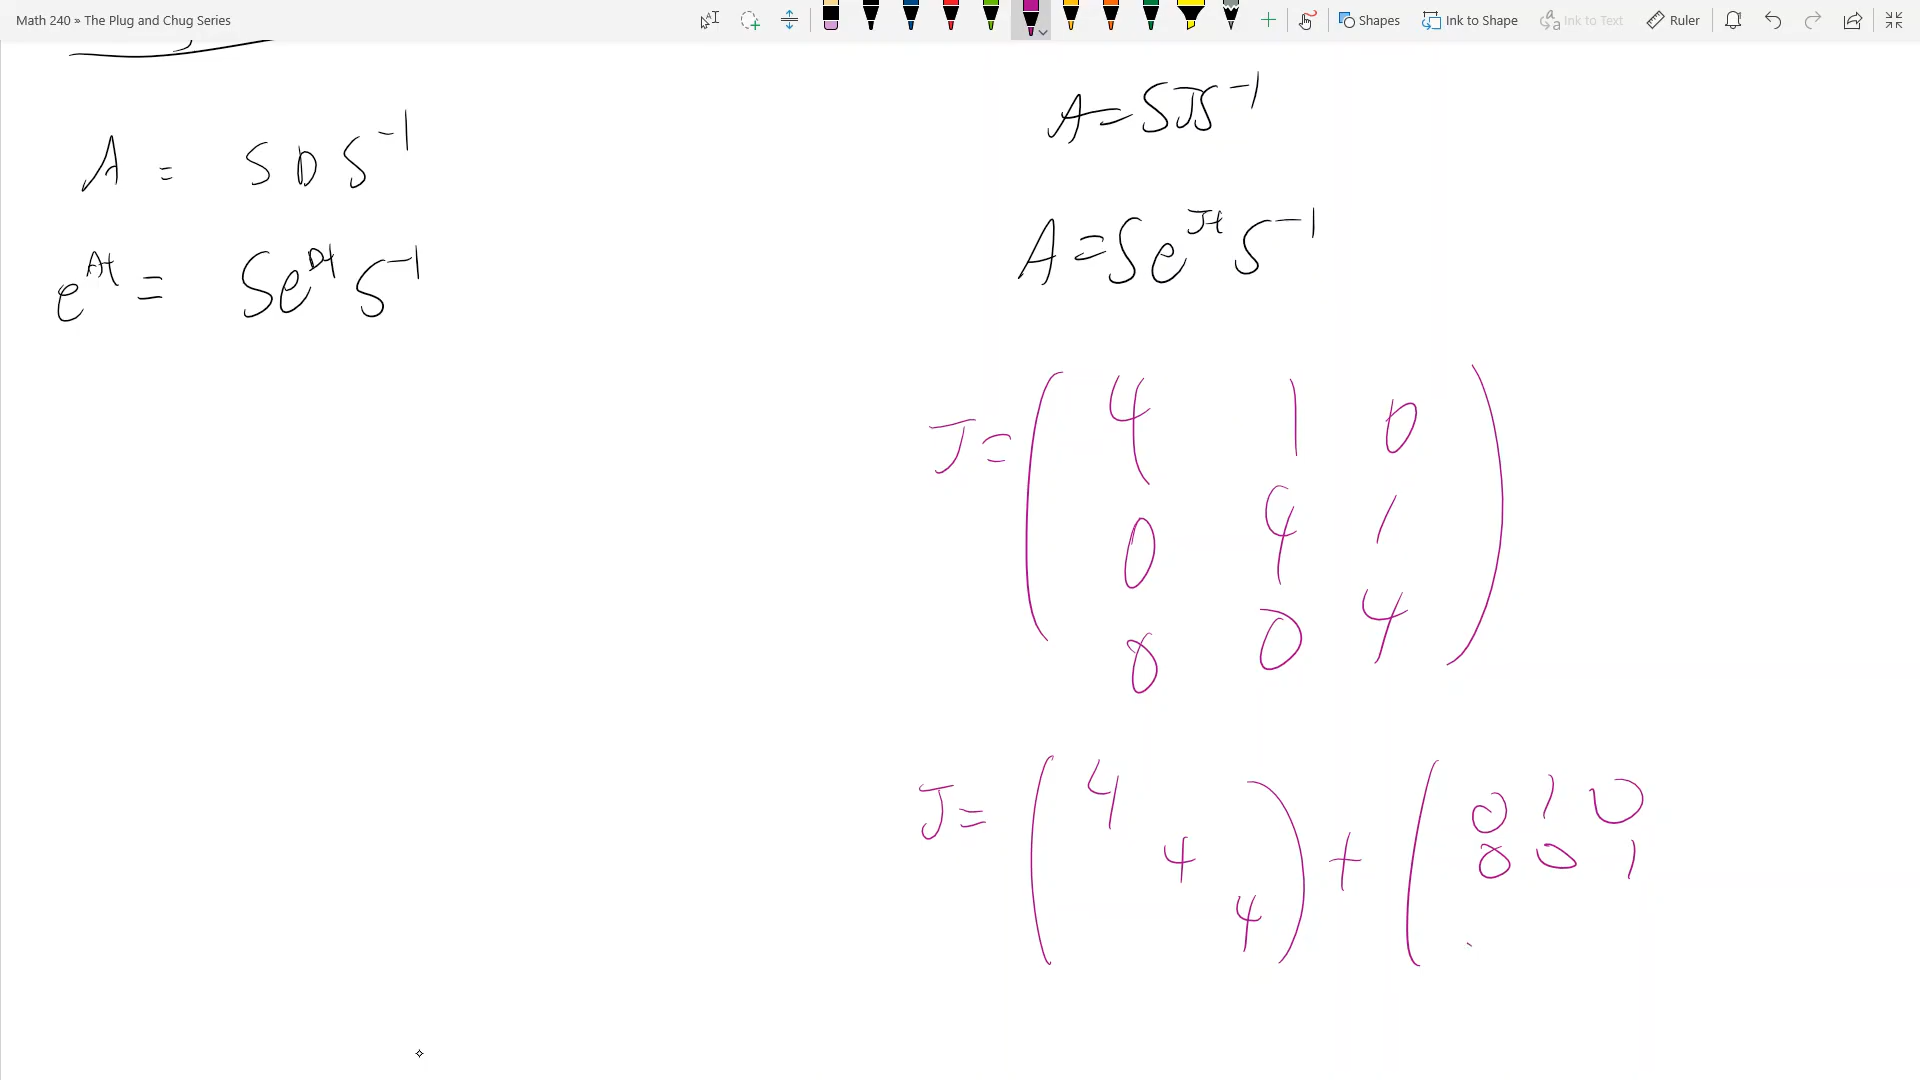 Math 240 » The Plug and Chug Series
Shapes Ink to Shape Ink to Text Ruler
A = S D S⁻¹
e^{At} = S e^{Dt} S⁻¹
A = S J S⁻¹
A = S e^{Jt} S⁻¹
J = ( 4 1 0
0 4 1
0 0 4 )
J = ( 4
4
4 ) + ( 0 1 0
0 0 1